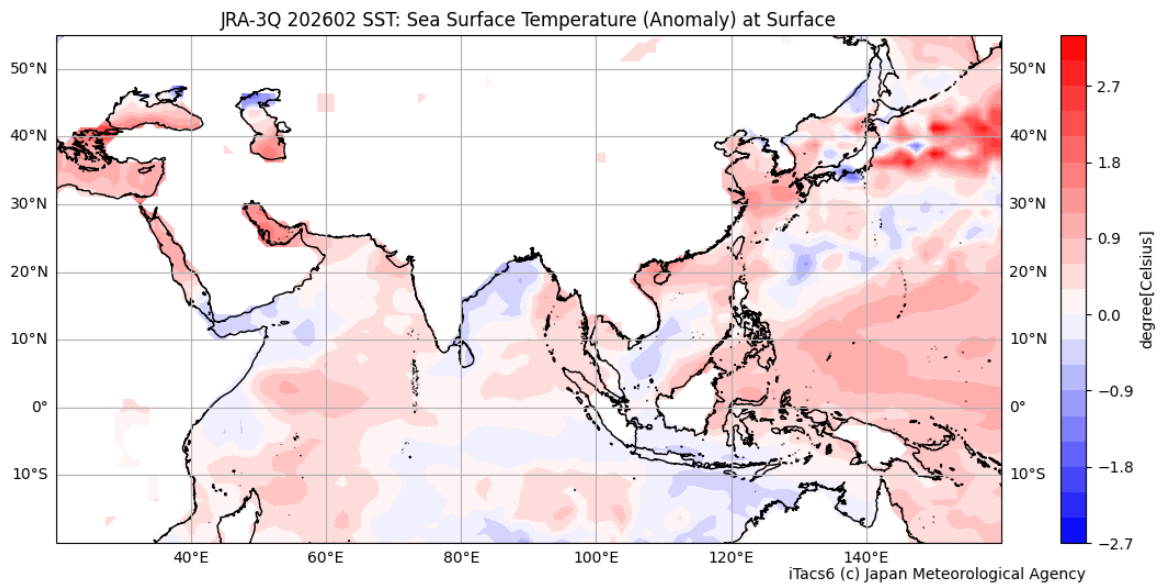 JRA-3Q 202602 SST: Sea Surface Temperature (Anomaly) at Surface
50°N
40°N
30°N
20°N
10°N
0°
10°S
50°N
40°N
30°N
20°N
10°N
0°
10°S
40°E
60°E
80°E
100°E
120°E
140°E
2.7
1.8
0.9
0.0
−0.9
−1.8
−2.7
degree[Celsius]
iTacs6 (c) Japan Meteorological Agency